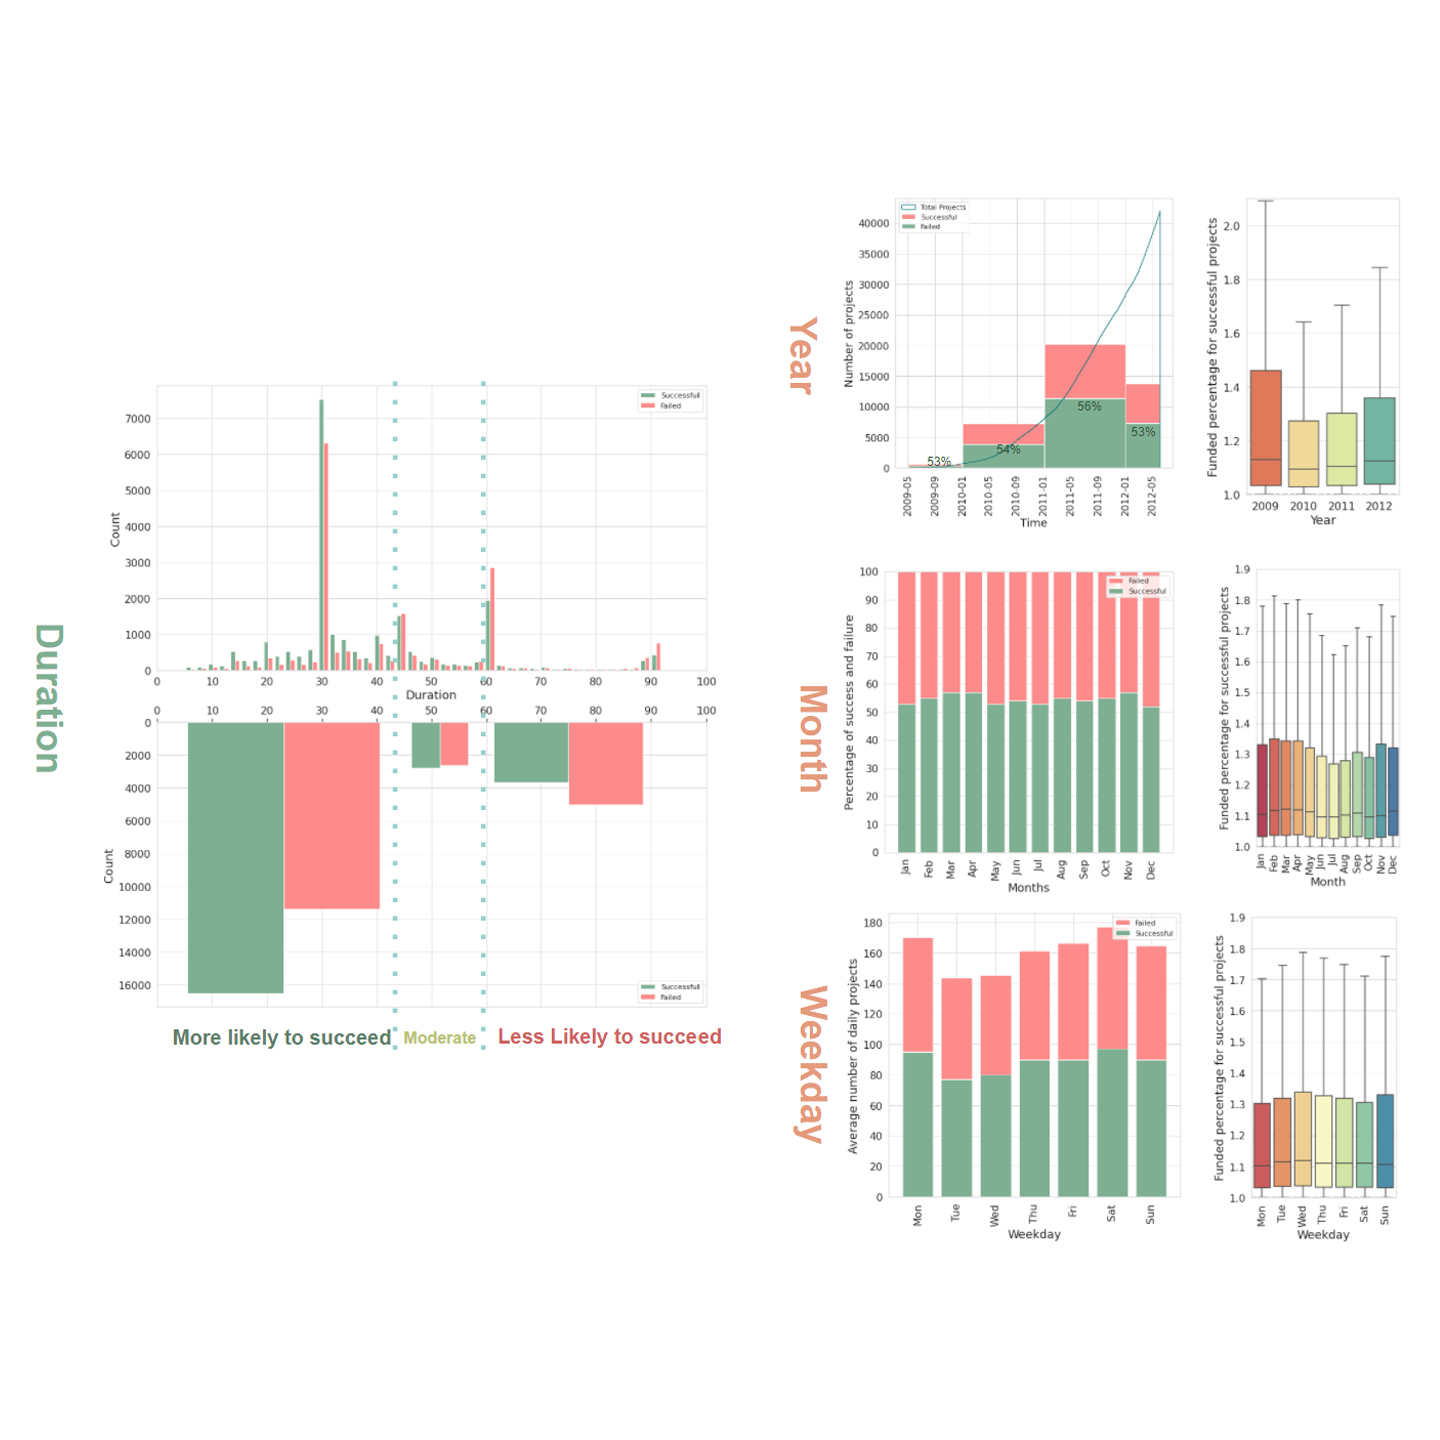 Duration
Successfull
Failed
7000
6000
5000
4000
3000
2000
1000
0
Count
0 10 20 30 40 50 60 70 80 90 100
Duration
0 10 20 30 40 50 60 70 80 90 100
0
2000
4000
6000
8000
10000
12000
14000
16000
Count
Successfull
Failed
More likely to succeed
Moderate
Less Likely to succeed
Year
Total Projects
Successful
Failed
40000
35000
30000
25000
20000
15000
10000
5000
0
Number of projects
53%
54%
56%
53%
2009-05 2009-09 2010-01 2010-05 2010-09 2011-01 2011-05 2011-09 2012-01 2012-05
Time
2.0
1.8
1.6
1.4
1.2
1.0
Funded percentage for successful projects
2009 2010 2011 2012
Year
Month
Failed
Successful
100
90
80
70
60
50
40
30
20
10
0
Percentage of success and failure
Jan Feb Mar Apr May Jun Jul Aug Sep Oct Nov Dec
Months
1.9
1.8
1.7
1.6
1.5
1.4
1.3
1.2
1.1
1.0
Funded percentage for successful projects
Jan Feb Mar Apr May Jun Jul Aug Sep Oct Nov Dec
Month
Weekday
Failed
Successful
180
160
140
120
100
80
60
40
20
0
Average number of daily projects
Mon Tue Wed Thu Fri Sat Sun
Weekday
1.9
1.8
1.7
1.6
1.5
1.4
1.3
1.2
1.1
1.0
Funded percentage for successful projects
Mon Tue Wed Thu Fri Sat Sun
Weekday